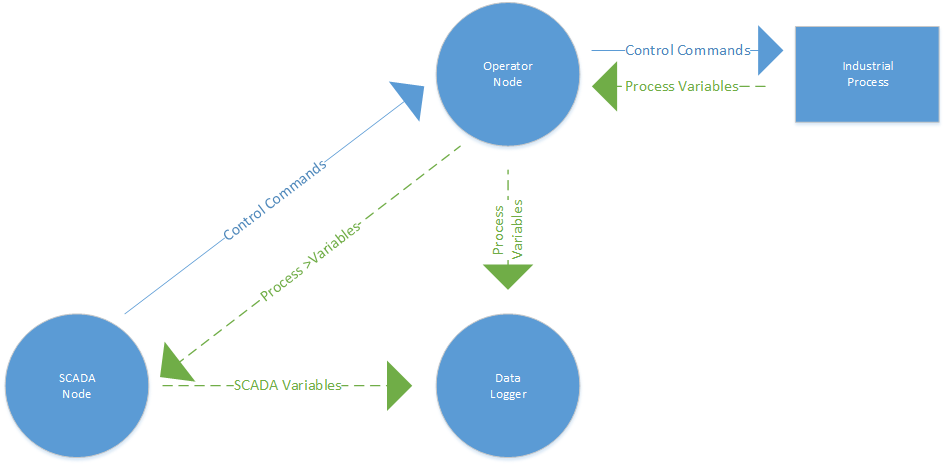 Operator
Node
Control Commands
Process Variables
Industrial
Process
Control Commands
Process >Variables
Process
Variables
SCADA
Node
SCADA Variables
Data
Logger